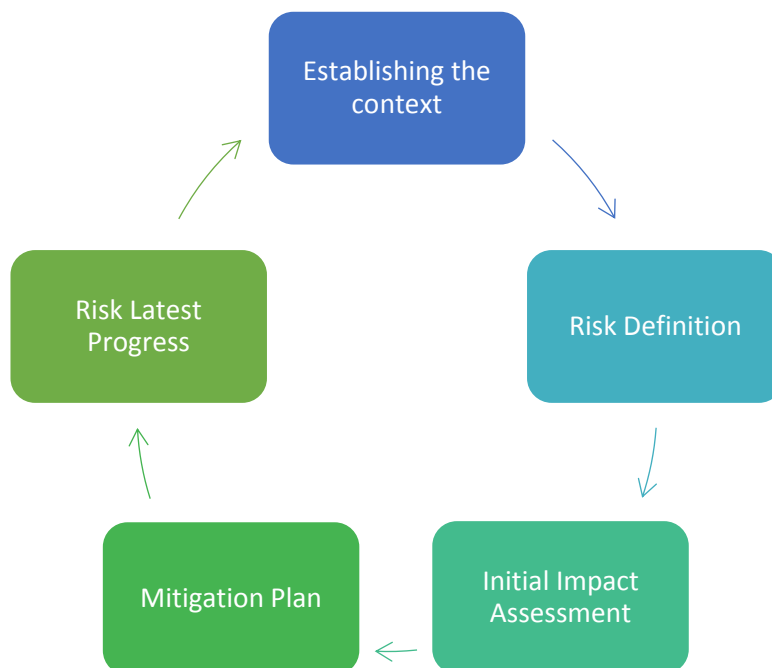 Establishing the
context
Risk Definition
Initial Impact
Assessment
Mitigation Plan
Risk Latest
Progress